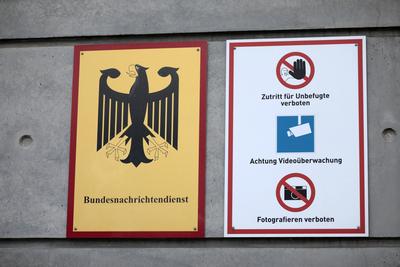 Bundesnachrichtendienst
Zutritt für Unbefugte
verboten
Achtung Videoüberwachung
Fotografieren verboten